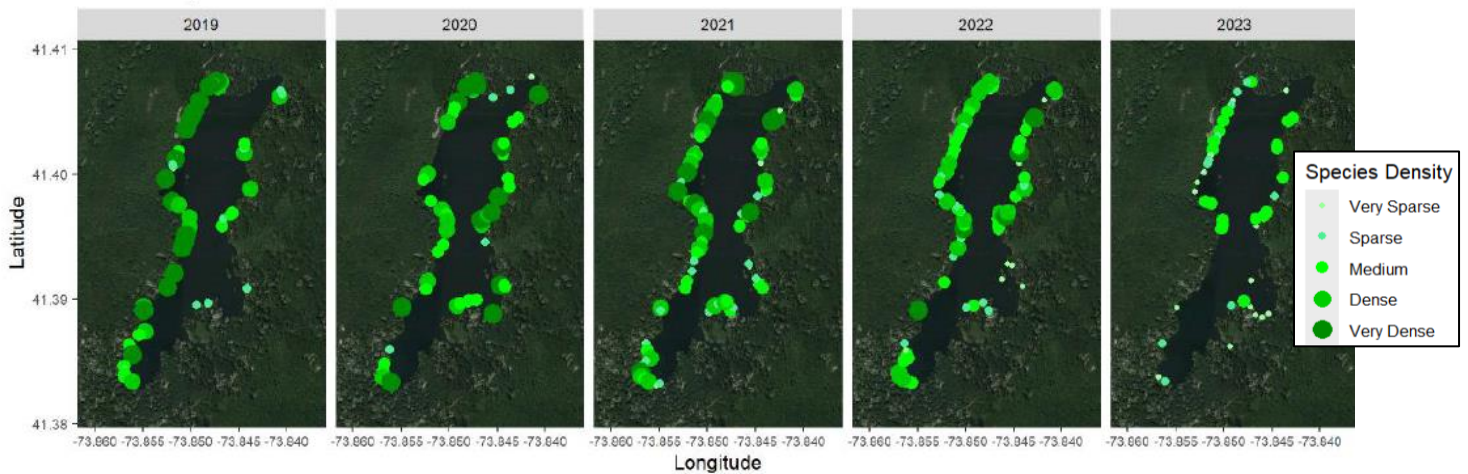 2019 2020 2021 2022 2023
41.41
41.40
41.39
41.38
Latitude
-73.860 -73.855 -73.850 -73.845 -73.840 -73.860 -73.855 -73.850 -73.845 -73.840 -73.860 -73.855 -73.850 -73.845 -73.840 -73.860 -73.855 -73.850 -73.845 -73.840 -73.860 -73.855 -73.850 -73.845 -73.840
Longitude
Species Density
Very Sparse
Sparse
Medium
Dense
Very Dense